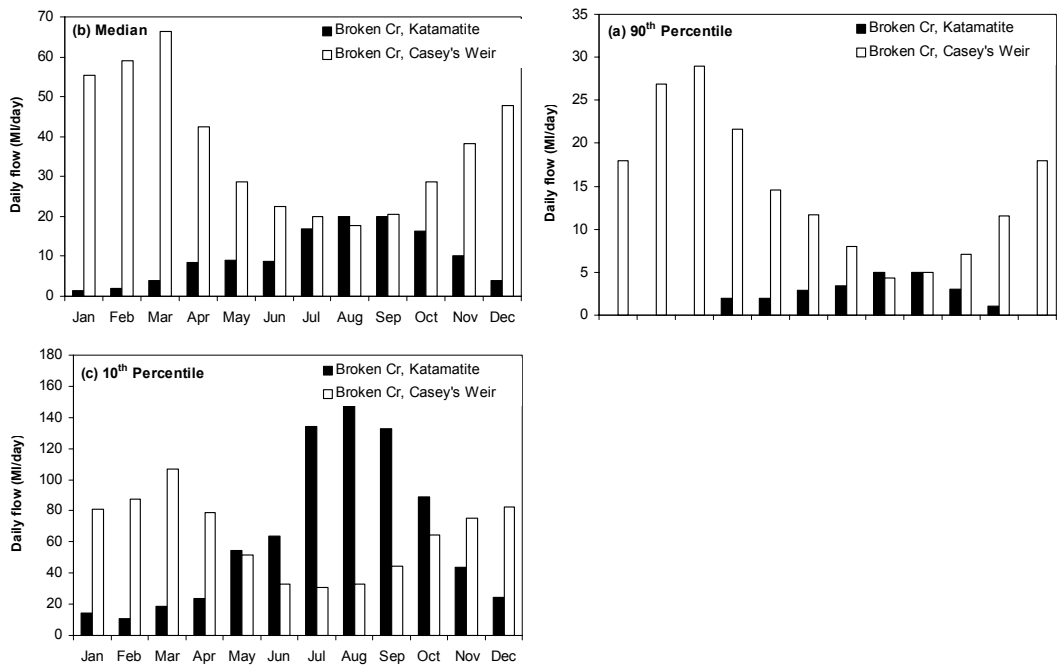 (b) Median
Broken Cr, Katamatite
Broken Cr, Casey's Weir
Daily flow (Ml/day)
70
60
50
40
30
20
10
0
Jan Feb Mar Apr May Jun Jul Aug Sep Oct Nov Dec
(a) 90th Percentile
Broken Cr, Katamatite
Broken Cr, Casey's Weir
Daily flow (Ml/day)
35
30
25
20
15
10
5
0
(c) 10th Percentile
Broken Cr, Katamatite
Broken Cr, Casey's Weir
Daily flow (Ml/day)
180
160
140
120
100
80
60
40
20
0
Jan Feb Mar Apr May Jun Jul Aug Sep Oct Nov Dec